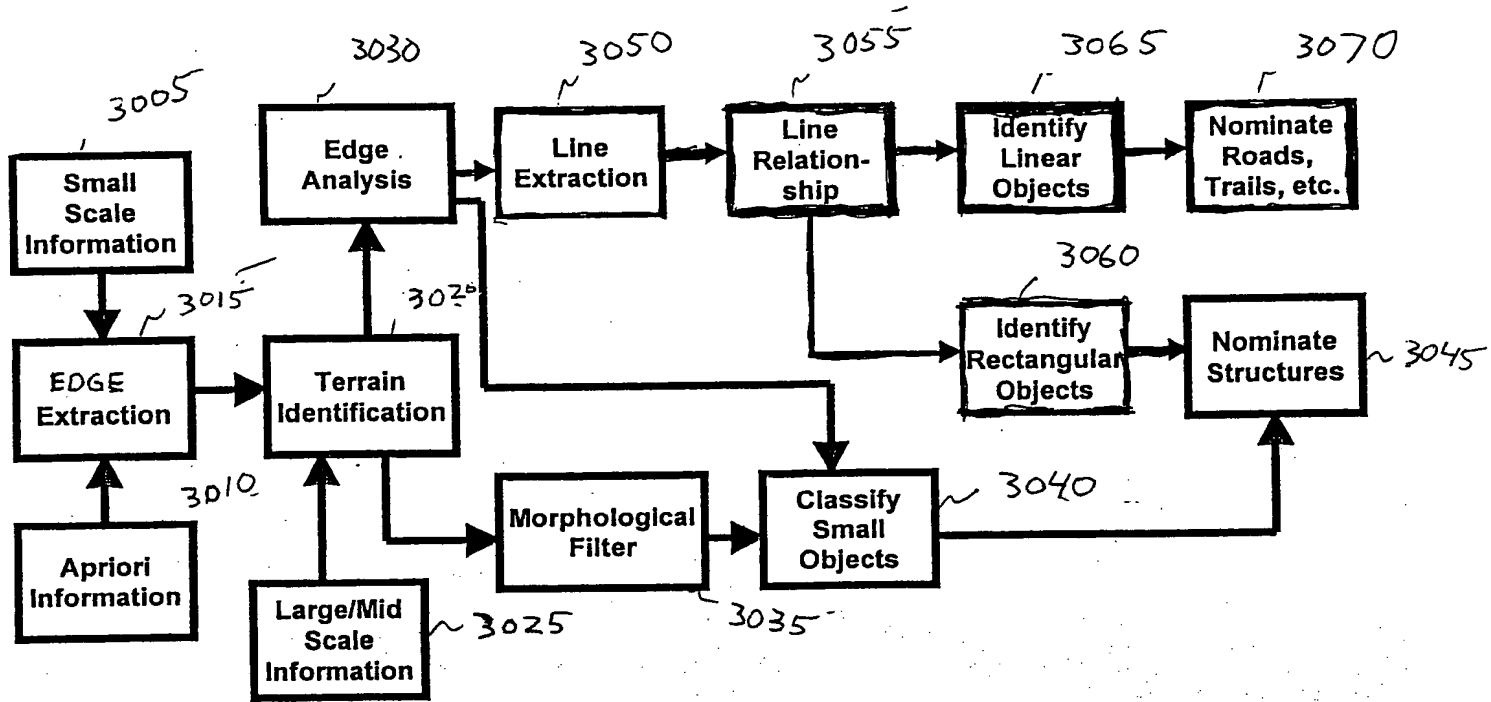 3005
Small
Scale
Information
3030
Edge
Analysis
3050
Line
Extraction
3055
Line
Relation-
ship
3065
Identify
Linear
Objects
3070
Nominate
Roads,
Trails, etc.
3015
EDGE
Extraction
3020
Terrain
Identification
3060
Identify
Rectangular
Objects
Nominate
Structures
3045
3010
Apriori
Information
Large/Mid
Scale
Information
3025
Morphological
Filter
3035
Classify
Small
Objects
3040